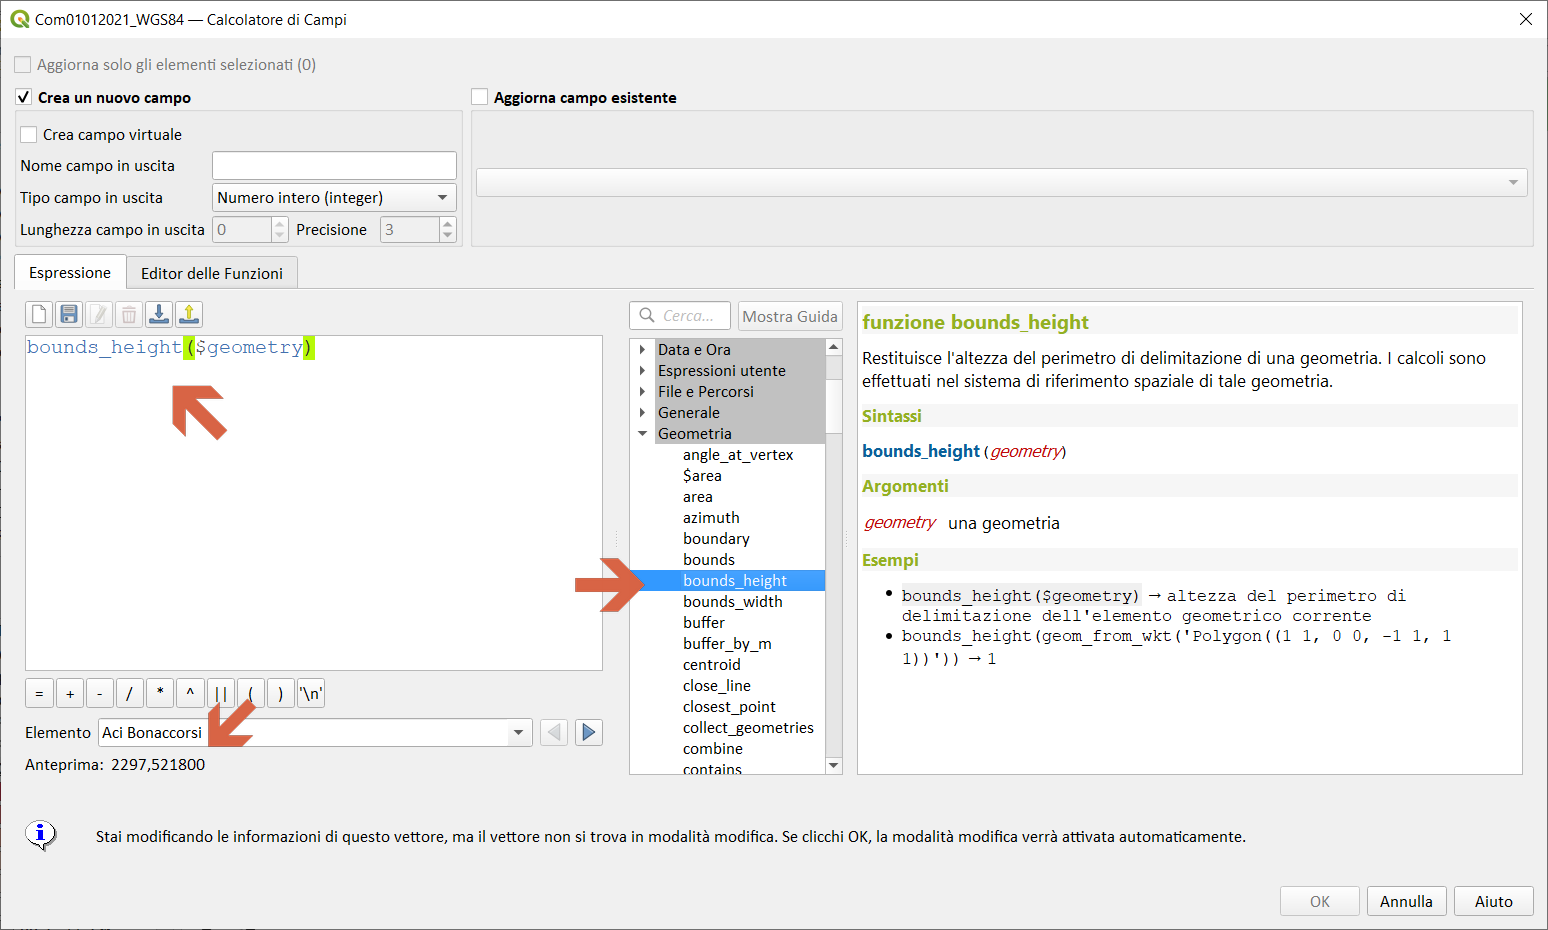 Com01012021_WGS84 — Calcolatore di Campi
Aggiorna solo gli elementi selezionati (0)
Crea un nuovo campo
Aggiorna campo esistente
Crea campo virtuale
Nome campo in uscita
Tipo campo in uscita Numero intero (integer)
Lunghezza campo in uscita 0 Precisione 3
Espressione Editor delle Funzioni
Cerca... Mostra Guida
bounds_height($geometry)
= + - / * ^ || ( ) '\n'
Elemento Aci Bonaccorsi
Anteprima: 2297,521800
Data e Ora
Espressioni utente
File e Percorsi
Generale
Geometria
angle_at_vertex
$area
area
azimuth
boundary
bounds
bounds_height
bounds_width
buffer
buffer_by_m
centroid
close_line
closest_point
collect_geometries
combine
contains
funzione bounds_height
Restituisce l'altezza del perimetro di delimitazione di una geometria. I calcoli sono
effettuati nel sistema di riferimento spaziale di tale geometria.
Sintassi
bounds_height(geometry)
Argomenti
geometry una geometria
Esempi
• bounds_height($geometry) → altezza del perimetro di
delimitazione dell'elemento geometrico corrente
• bounds_height(geom_from_wkt('Polygon((1 1, 0 0, -1 1, 1
1))')) → 1
Stai modificando le informazioni di questo vettore, ma il vettore non si trova in modalità modifica. Se clicchi OK, la modalità modifica verrà attivata automaticamente.
OK Annulla Aiuto